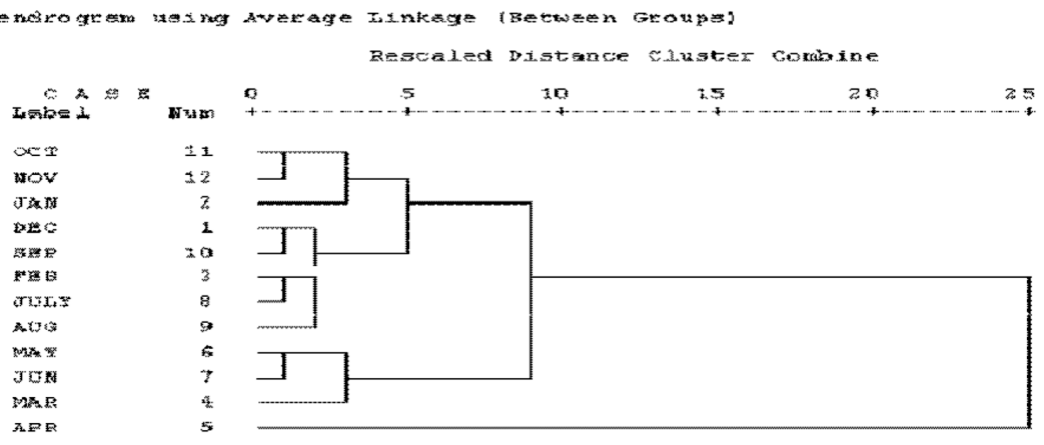 endrogram using Average Linkage (Between Groups)
Rescaled Distance Cluster Combine
C A S E 0 5 10 15 20 25
Label Num
OCT 11
NOV 12
JAN 2
DEC 1
SEP 10
FEB 3
JULY 8
AUG 9
MAY 6
JUN 7
MAR 4
APR 5